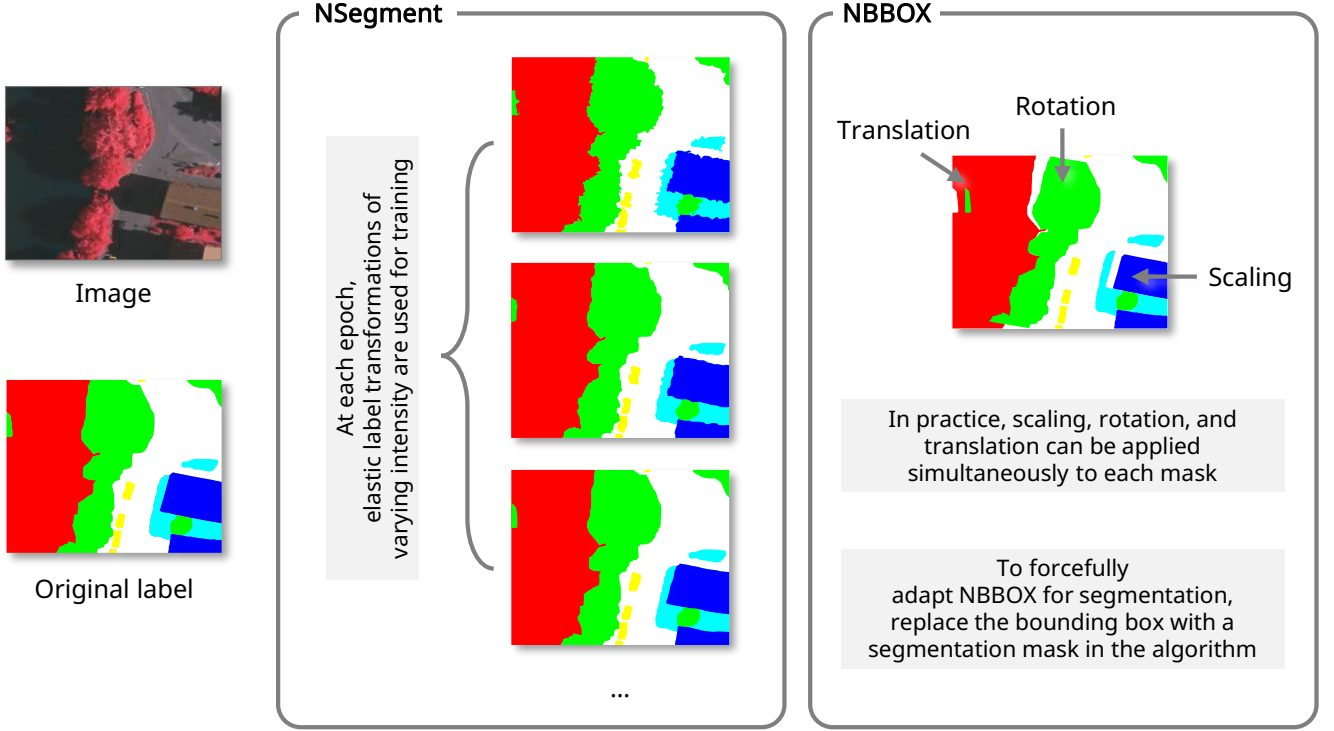 NSegment
NBBOX
Image
Original label
At each epoch,
elastic label transformations of
varying intensity are used for training
...
Rotation
Translation
Scaling
In practice, scaling, rotation, and
translation can be applied
simultaneously to each mask
To forcefully
adapt NBBOX for segmentation,
replace the bounding box with a
segmentation mask in the algorithm